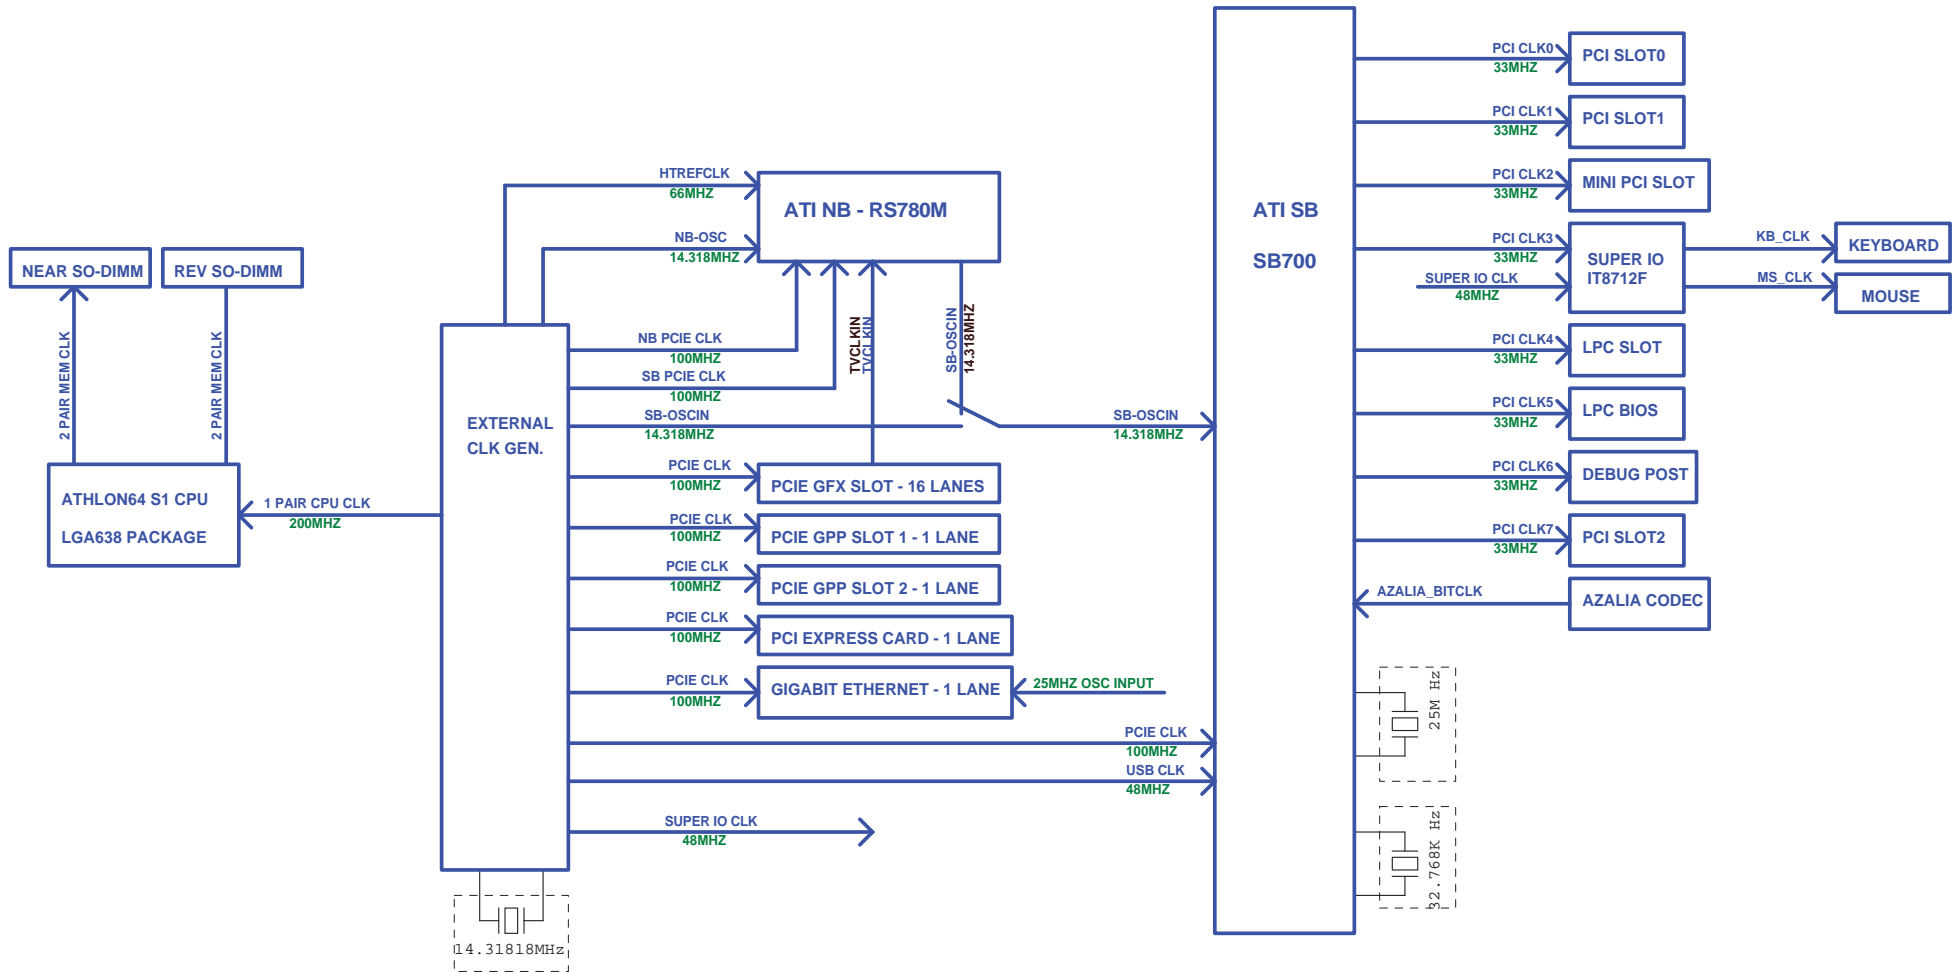 NEAR SO-DIMM
REV SO-DIMM
2 PAIR MEM CLK
2 PAIR MEM CLK
ATHLON64 S1 CPU
LGA638 PACKAGE
1 PAIR CPU CLK
200MHZ
EXTERNAL
CLK GEN.
14.31818MHz
HTREFCLK
66MHZ
NB-OSC
14.318MHZ
ATI NB - RS780M
NB PCIE CLK
100MHZ
SB PCIE CLK
100MHZ
SB-OSCIN
14.318MHZ
TVCLKIN
TVCLKIN
SB-OSCIN
14.318MHZ
SB-OSCIN
14.318MHZ
PCIE CLK
100MHZ
PCIE GFX SLOT - 16 LANES
PCIE CLK
100MHZ
PCIE GPP SLOT 1 - 1 LANE
PCIE CLK
100MHZ
PCIE GPP SLOT 2 - 1 LANE
PCIE CLK
100MHZ
PCI EXPRESS CARD - 1 LANE
PCIE CLK
100MHZ
GIGABIT ETHERNET - 1 LANE
25MHZ OSC INPUT
PCIE CLK
100MHZ
USB CLK
48MHZ
SUPER IO CLK
48MHZ
ATI SB
SB700
PCI CLK0
33MHZ
PCI SLOT0
PCI CLK1
33MHZ
PCI SLOT1
PCI CLK2
33MHZ
MINI PCI SLOT
PCI CLK3
33MHZ
SUPER IO CLK
48MHZ
SUPER IO
IT8712F
KB_CLK
KEYBOARD
MS_CLK
MOUSE
PCI CLK4
33MHZ
LPC SLOT
PCI CLK5
33MHZ
LPC BIOS
PCI CLK6
33MHZ
DEBUG POST
PCI CLK7
33MHZ
PCI SLOT2
AZALIA_BITCLK
AZALIA CODEC
25M Hz
32.768K Hz